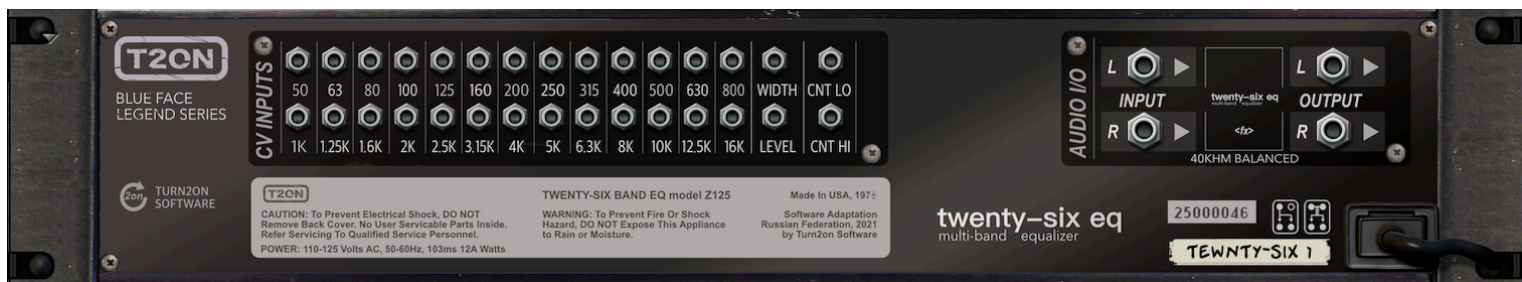 T2ON
BLUE FACE
LEGEND SERIES
2on
TURN2ON
SOFTWARE
CV INPUTS
50 63 80 100 125 160 200 250 315 400 500 630 800 WIDTH CNT LO
1K 1.25K 1.6K 2K 2.5K 3.15K 4K 5K 6.3K 8K 10K 12.5K 16K LEVEL CNT HI
T2ON
CAUTION: To Prevent Electrical Shock, DO NOT
Remove Back Cover. No User Servicable Parts Inside.
Refer Servicing To Qualified Service Personnel.
POWER: 110-125 Volts AC, 50-60Hz, 103ms 12A Watts
TWENTY-SIX BAND EQ model Z125
WARNING: To Prevent Fire Or Shock
Hazard, DO NOT Expose This Appliance
to Rain or Moisture.
Made In USA,
Software Adaptation
Russian Federation, 2021
by Turn2on Software
AUDIO I/O
L
INPUT
R
twenty-six eq
multi-band equalizer
<fx>
L
OUTPUT
R
40KHM BALANCED
twenty-six eq
multi-band equalizer
25000046
TEWNTY-SIX 1